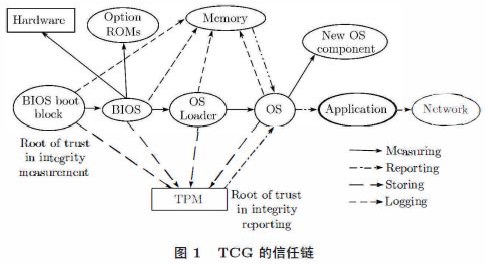 Hardware
Option
ROMs
Memory
New OS
component
BIOS boot
block
BIOS
OS
Loader
OS
Application
Network
Root of trust
in integrity
measurement
TPM
Root of trust
in integrity
reporting
Measuring
Reporting
Storing
Logging
图 1 TCG 的信任链